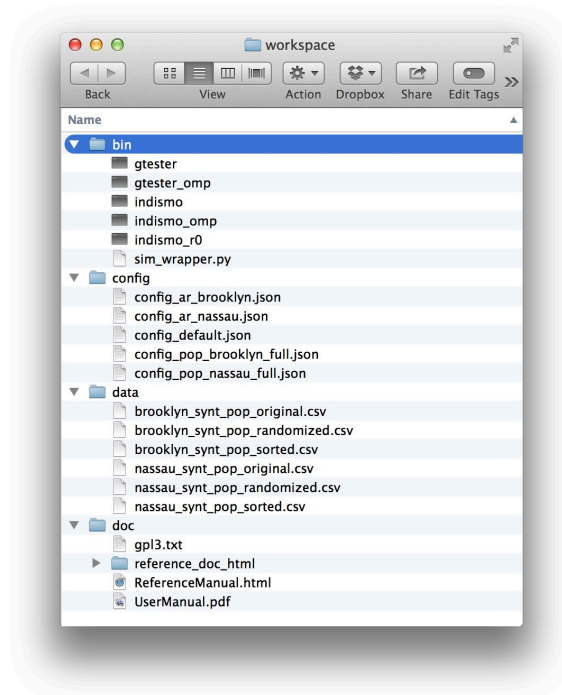 workspace
Back
View
Action
Dropbox
Share
Edit Tags
Name
bin
gtester
gtester_omp
indismo
indismo_omp
indismo_r0
sim_wrapper.py
config
config_ar_brooklyn.json
config_ar_nassau.json
config_default.json
config_pop_brooklyn_full.json
config_pop_nassau_full.json
data
brooklyn_synt_pop_original.csv
brooklyn_synt_pop_randomized.csv
brooklyn_synt_pop_sorted.csv
nassau_synt_pop_original.csv
nassau_synt_pop_randomized.csv
nassau_synt_pop_sorted.csv
doc
gpl3.txt
reference_doc_html
ReferenceManual.html
UserManual.pdf